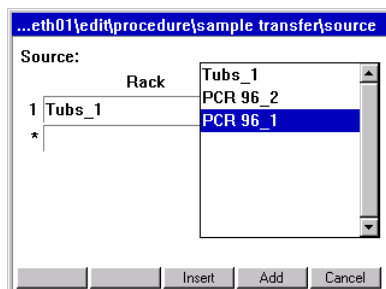 ...eth01\edit\procedure\sample transfer\source
Source:
Rack
1 Tubs_1
*
Tubs_1
PCR 96_2
PCR 96_1
Insert Add Cancel